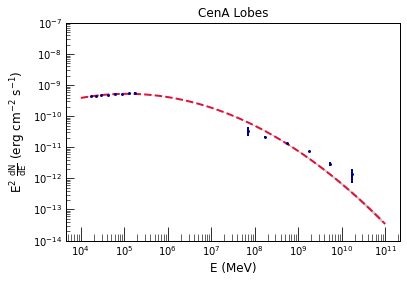 CenA Lobes
E² dN/dE (erg cm⁻² s⁻¹)
10⁻⁷
10⁻⁸
10⁻⁹
10⁻¹⁰
10⁻¹¹
10⁻¹²
10⁻¹³
10⁻¹⁴
10⁴ 10⁵ 10⁶ 10⁷ 10⁸ 10⁹ 10¹⁰ 10¹¹
E (MeV)